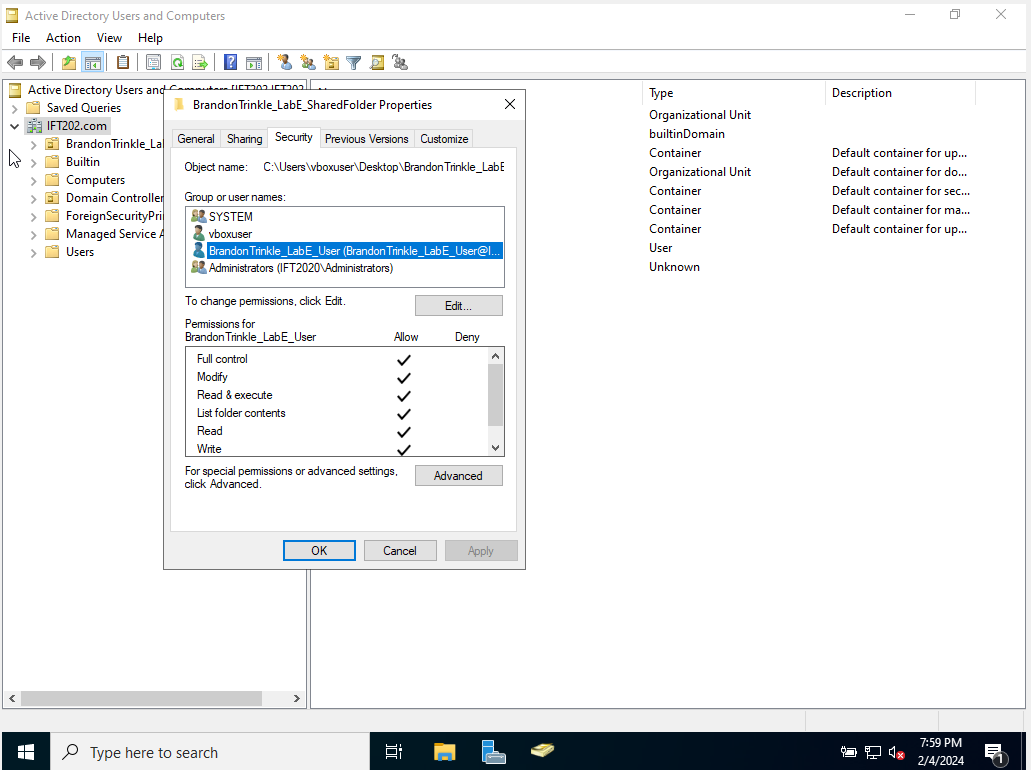 Active Directory Users and Computers
File Action View Help
Active Directory Users and Computers [IFT202.IFT202
Saved Queries
IFT202.com
BrandonTrinkle_Lal
Builtin
Computers
Domain Controller
ForeignSecurityPri
Managed Service A
Users
Type Description
Organizational Unit
builtinDomain
Container Default container for up...
Organizational Unit Default container for do...
Container Default container for sec...
Container Default container for ma...
Container Default container for up...
User
Unknown
BrandonTrinkle_LabE_SharedFolder Properties
General Sharing Security Previous Versions Customize
Object name: C:\Users\vboxuser\Desktop\BrandonTrinkle_LabE
Group or user names:
SYSTEM
vboxuser
BrandonTrinkle_LabE_User (BrandonTrinkle_LabE_User@I...
Administrators (IFT2020\Administrators)
To change permissions, click Edit.
Edit...
Permissions for
BrandonTrinkle_LabE_User Allow Deny
Full control
Modify
Read & execute
List folder contents
Read
Write
For special permissions or advanced settings,
click Advanced.
Advanced
OK Cancel Apply
Type here to search
7:59 PM
2/4/2024
1